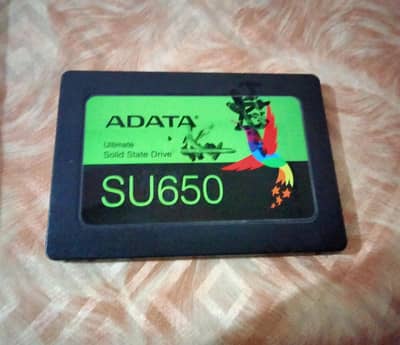 ADATA
Ultimate
Solid State Drive
SU650